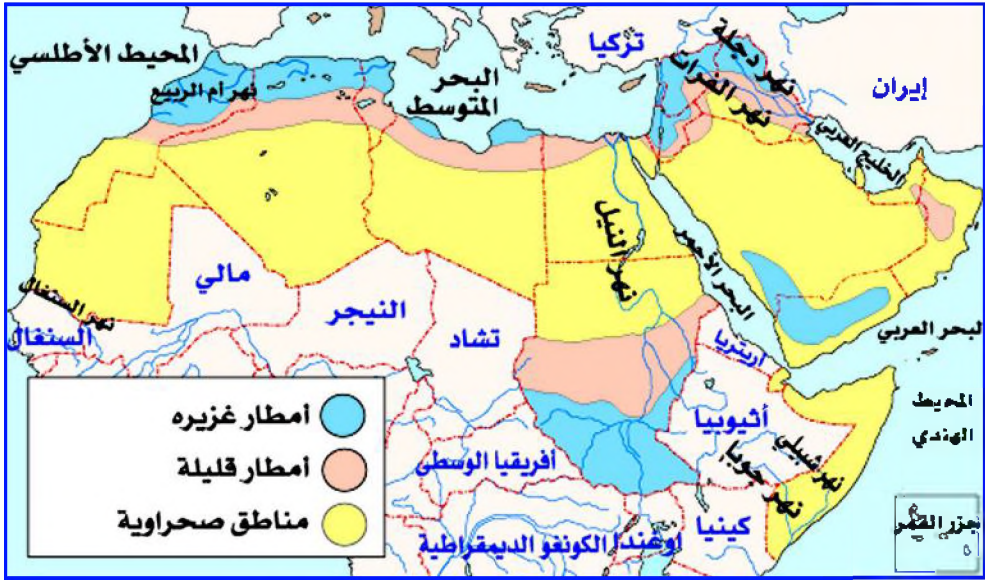 المحيط الأطلسي
تركيا
نهر دجلة
نهر الفرات
إيران
البحر
المتوسط
نهر أم الربيع
الخليج العربي
نهر النيل
البحر الأحمر
مالي
النيجر
تشاد
نهر السنغال
السنغال
البحر العربي
اريتريا
أثيوبيا
المحيط
الهندي
نهر شبيلي
نهر جوبا
أفريقيا الوسطى
كينيا
اوغندا
الكونغو الديمقراطية
جزر القمر
أمطار غزيره
أمطار قليلة
مناطق صحراوية